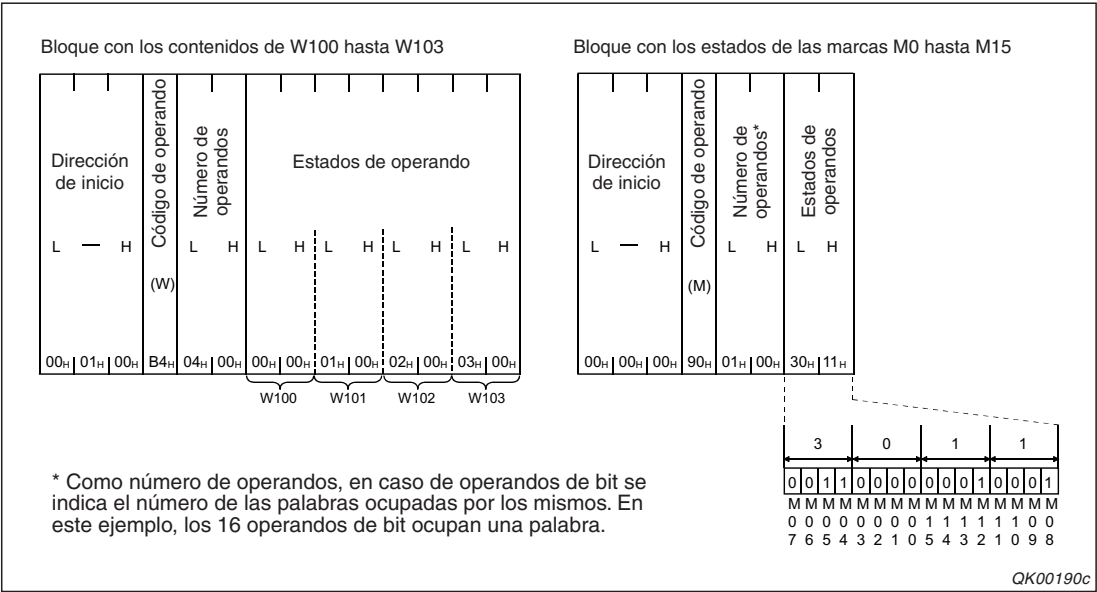 Bloque con los contenidos de W100 hasta W103
Dirección
de inicio
Código de operando
Número de
operandos
Estados de operando
L — H
(W)
L H
L H
L H
L H
L H
00H 01H 00H B4H 04H 00H 00H 00H 01H 00H 02H 00H 03H 00H
W100 W101 W102 W103
Bloque con los estados de las marcas M0 hasta M15
Dirección
de inicio
Código de operando
Número de
operandos*
Estados de
operandos
L — H
(M)
L H
L H
00H 00H 00H 90H 01H 00H 30H 11H
3 0 1 1
0 0 1 1 0 0 0 0 0 0 0 1 0 0 0 1
M M M M M M M M M M M M M M M M
0 0 0 0 0 0 0 0 1 1 1 1 1 1 0 0
7 6 5 4 3 2 1 0 5 4 3 2 1 0 9 8
* Como número de operandos, en caso de operandos de bit se
indica el número de las palabras ocupadas por los mismos. En
este ejemplo, los 16 operandos de bit ocupan una palabra.
QK00190c